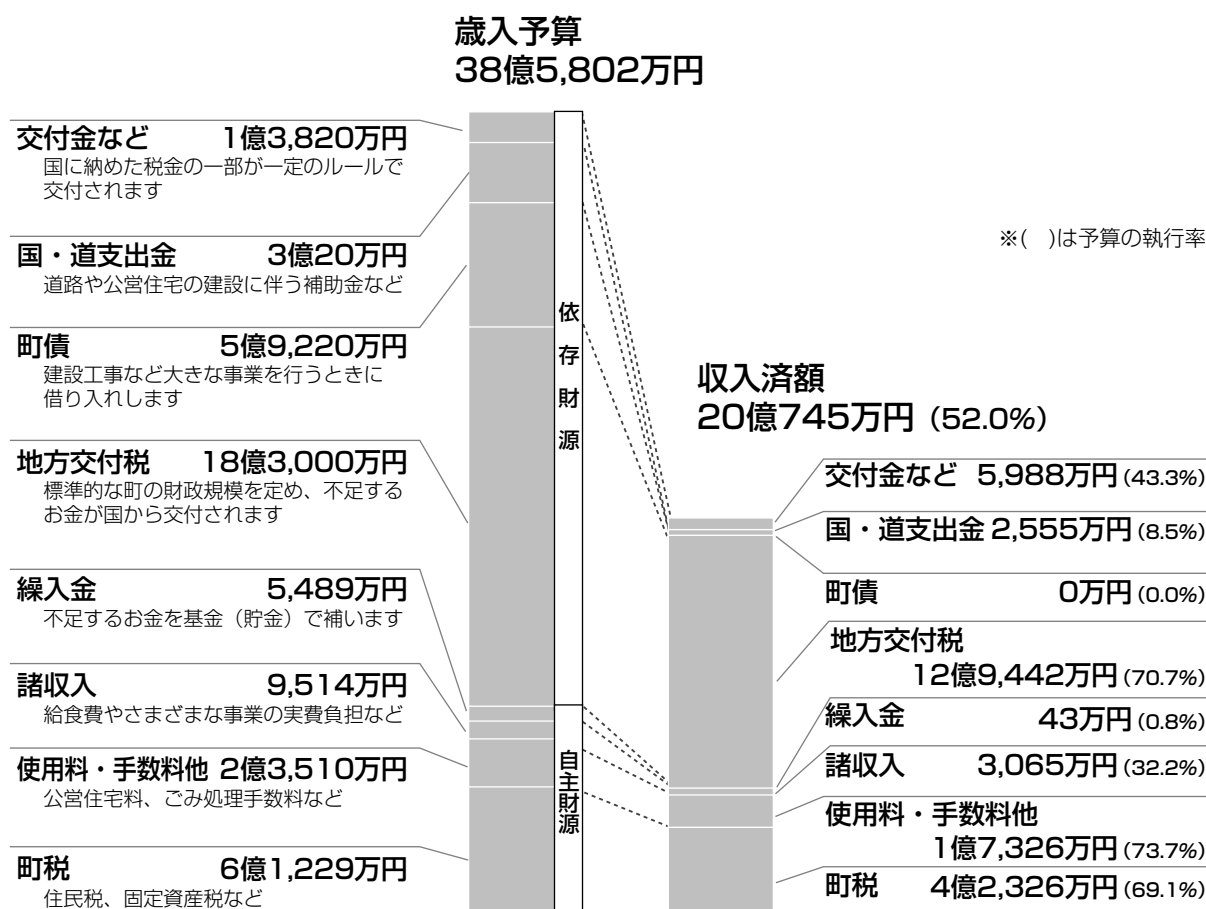 歳入予算
38億5,802万円
交付金など 1億3,820万円
国に納めた税金の一部が一定のルールで
交付されます
国・道支出金 3億20万円
道路や公営住宅の建設に伴う補助金など
町債 5億9,220万円
建設工事など大きな事業を行うときに
借り入れします
地方交付税 18億3,000万円
標準的な町の財政規模を定め、不足する
お金が国から交付されます
繰入金 5,489万円
不足するお金を基金（貯金）で補います
諸収入 9,514万円
給食費やさまざまな事業の実費負担など
使用料・手数料他 2億3,510万円
公営住宅料、ごみ処理手数料など
町税 6億1,229万円
住民税、固定資産税など
依存財源
自主財源
※( )は予算の執行率
収入済額
20億745万円（52.0%）
交付金など 5,988万円(43.3%)
国・道支出金 2,555万円(8.5%)
町債 0万円(0.0%)
地方交付税
12億9,442万円(70.7%)
繰入金 43万円(0.8%)
諸収入 3,065万円(32.2%)
使用料・手数料他
1億7,326万円(73.7%)
町税 4億2,326万円(69.1%)